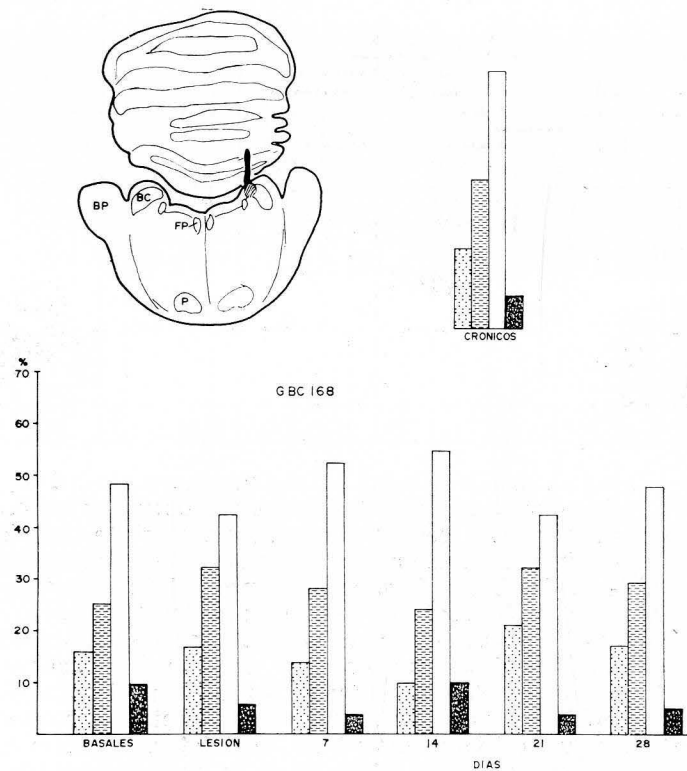 BP
BC
FP
P
CRONICOS
%
70
GBC 168
60
50
40
30
20
10
BASALES LESION 7 14 21 28
DIAS